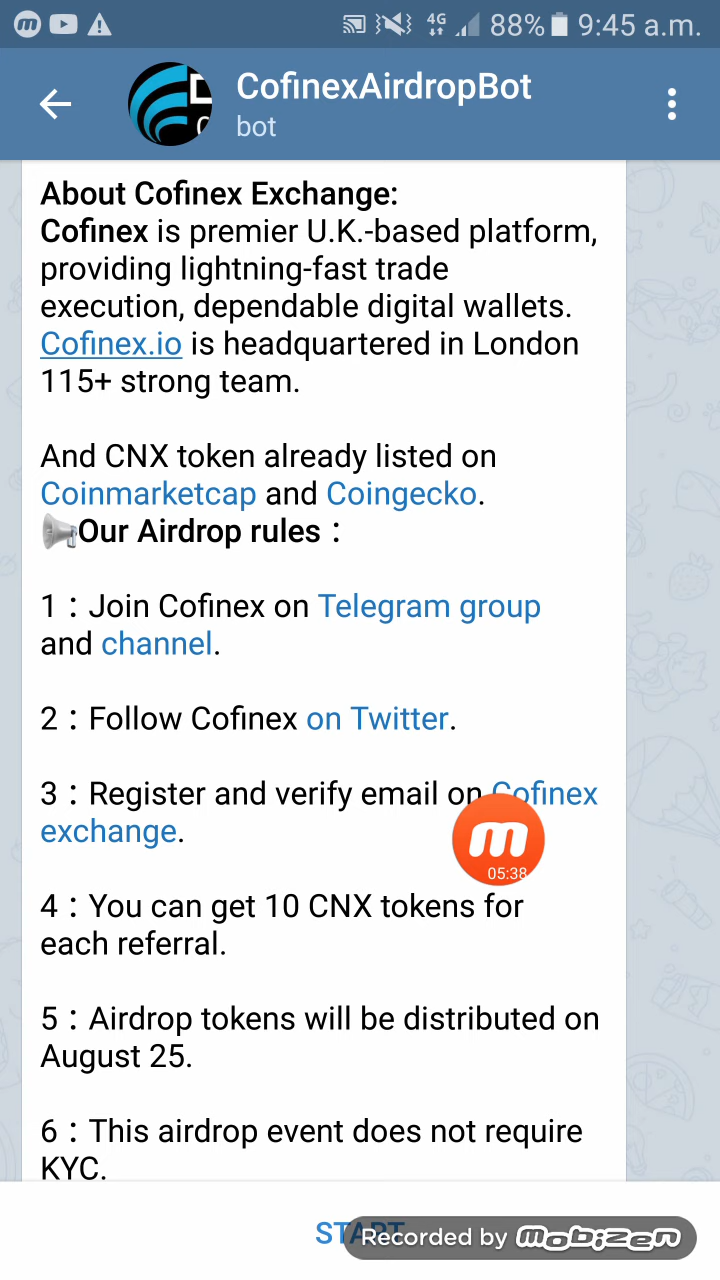 4G 88% 9:45 a.m.
CofinexAirdropBot
bot
About Cofinex Exchange:
Cofinex is premier U.K.-based platform,
providing lightning-fast trade
execution, dependable digital wallets.
Cofinex.io is headquartered in London
115+ strong team.
And CNX token already listed on
Coinmarketcap and Coingecko.
Our Airdrop rules :
1 : Join Cofinex on Telegram group
and channel.
2 : Follow Cofinex on Twitter.
3 : Register and verify email on Cofinex
exchange.
05:38
4 : You can get 10 CNX tokens for
each referral.
5 : Airdrop tokens will be distributed on
August 25.
6 : This airdrop event does not require
KYC.
START
Recorded by mobizen